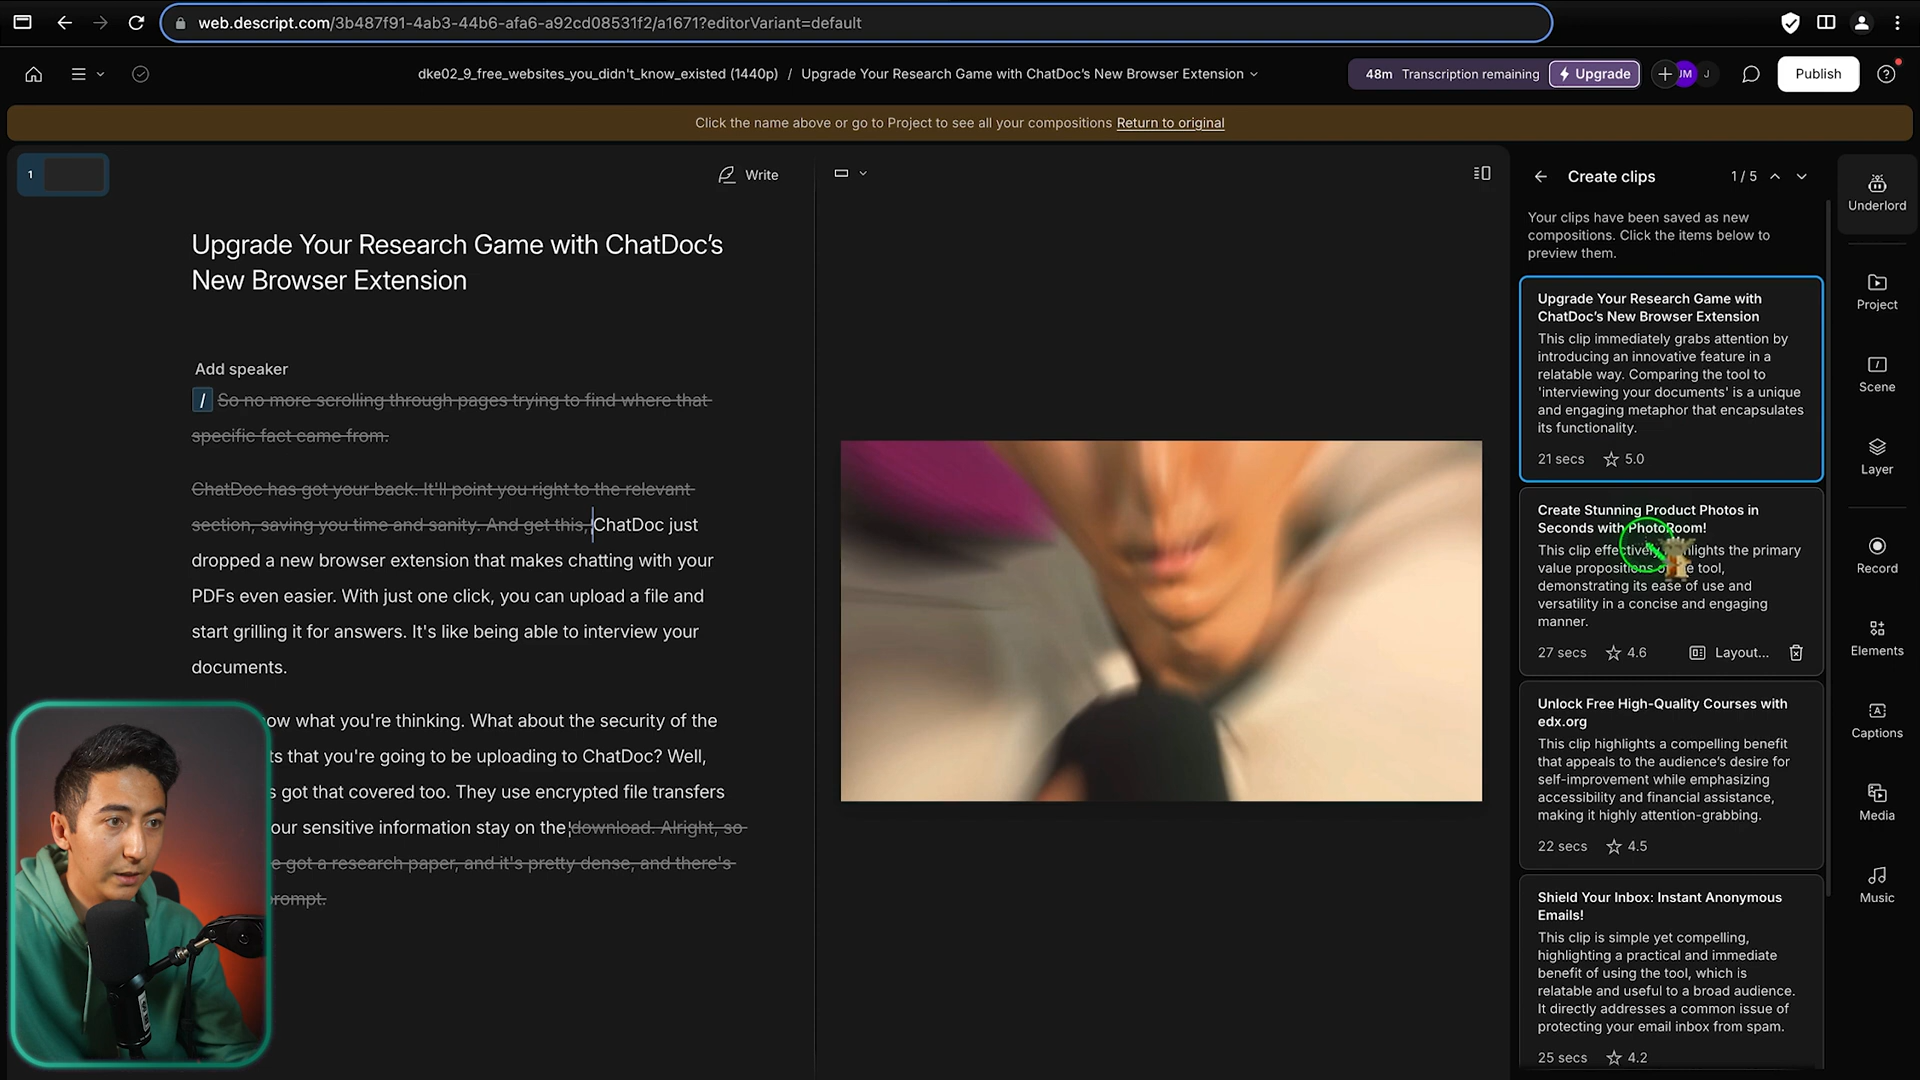 web.descript.com/3b487f91-4ab3-44b6-afa6-a92cd08531f2/a1671?editorVariant=default
dke02_9_free_websites_you_didn't_know_existed (1440p) / Upgrade Your Research Game with ChatDoc's New Browser Extension
48m Transcription remaining
Upgrade
JM
J
Publish
Click the name above or go to Project to see all your compositions Return to original
1
Write
Upgrade Your Research Game with ChatDoc's
New Browser Extension
Add speaker
/ So no more scrolling through pages trying to find where that
specific fact came from.
ChatDoc has got your back. It'll point you right to the relevant
section, saving you time and sanity. And get this, ChatDoc just
dropped a new browser extension that makes chatting with your
PDFs even easier. With just one click, you can upload a file and
start grilling it for answers. It's like being able to interview your
documents.
now what you're thinking. What about the security of the
that you're going to be uploading to ChatDoc? Well,
got that covered too. They use encrypted file transfers
our sensitive information stay on the download. Alright, so
got a research paper, and it's pretty dense, and there's
prompt.
Create clips
1 / 5
Your clips have been saved as new
compositions. Click the items below to
preview them.
Upgrade Your Research Game with
ChatDoc's New Browser Extension
This clip immediately grabs attention by
introducing an innovative feature in a
relatable way. Comparing the tool to
'interviewing your documents' is a unique
and engaging metaphor that encapsulates
its functionality.
21 secs 5.0
Create Stunning Product Photos in
Seconds with PhotoRoom!
This clip effectively highlights the primary
value propositions of the tool,
demonstrating its ease of use and
versatility in a concise and engaging
manner.
27 secs 4.6 Layout...
Unlock Free High-Quality Courses with
edx.org
This clip highlights a compelling benefit
that appeals to the audience's desire for
self-improvement while emphasizing
accessibility and financial assistance,
making it highly attention-grabbing.
22 secs 4.5
Shield Your Inbox: Instant Anonymous
Emails!
This clip is simple yet compelling,
highlighting a practical and immediate
benefit of using the tool, which is
relatable and useful to a broad audience.
It directly addresses a common issue of
protecting your email inbox from spam.
25 secs 4.2
Underlord
Project
Scene
Layer
Record
Elements
Captions
Media
Music